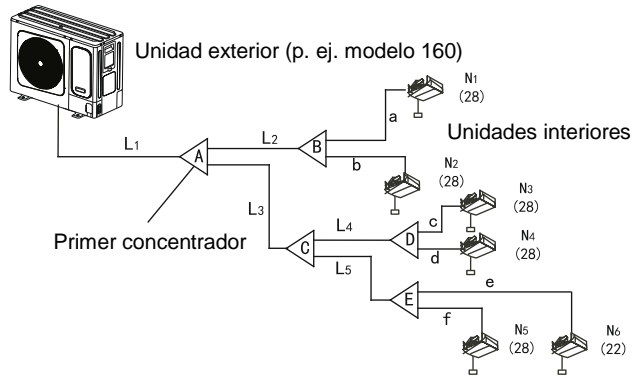 Unidad exterior (p. ej. modelo 160)
N1
(28)
a
Unidades interiores
L1
A
L2
B
b
N2
(28)
N3
(28)
L3
Primer concentrador
L4
c
C
D
N4
(28)
d
L5
e
E
f
N5
(28)
N6
(22)